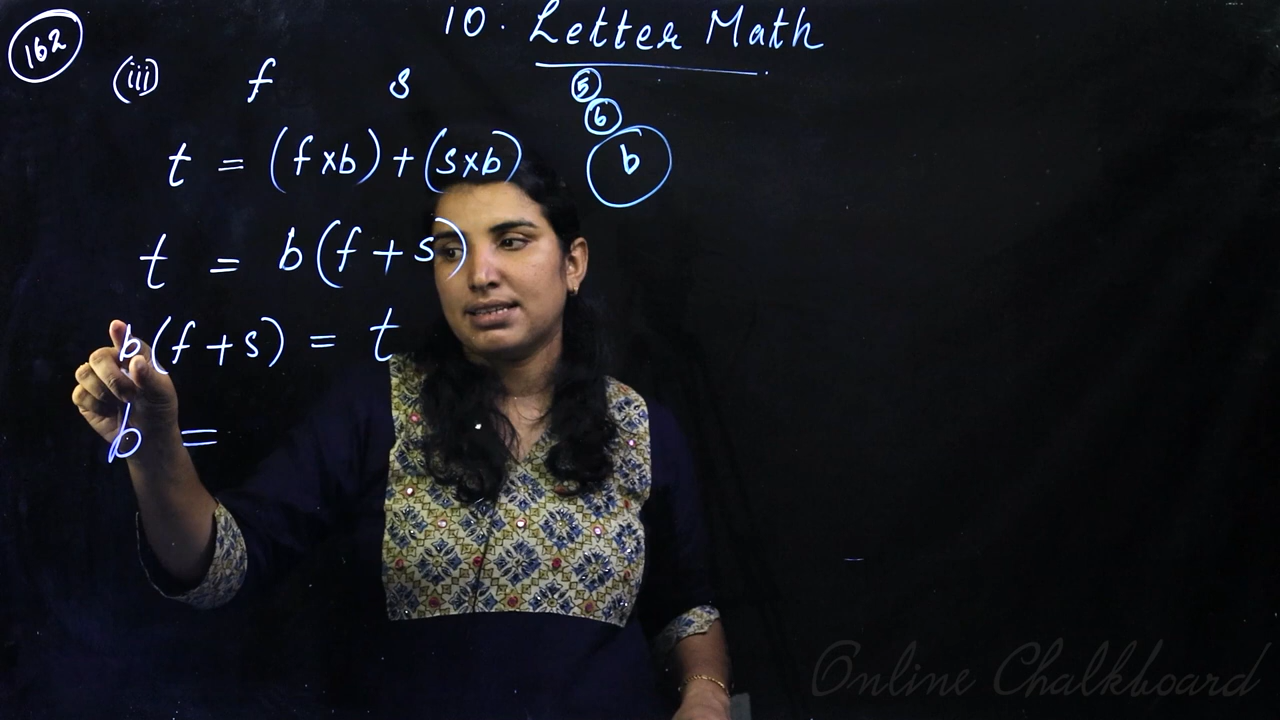 162
10. Letter Math
(iii) f s
5
6
b
t = (f×b)+(s×b)
t = b(f+s)
b(f+s) = t
b =
Online Chalkboard